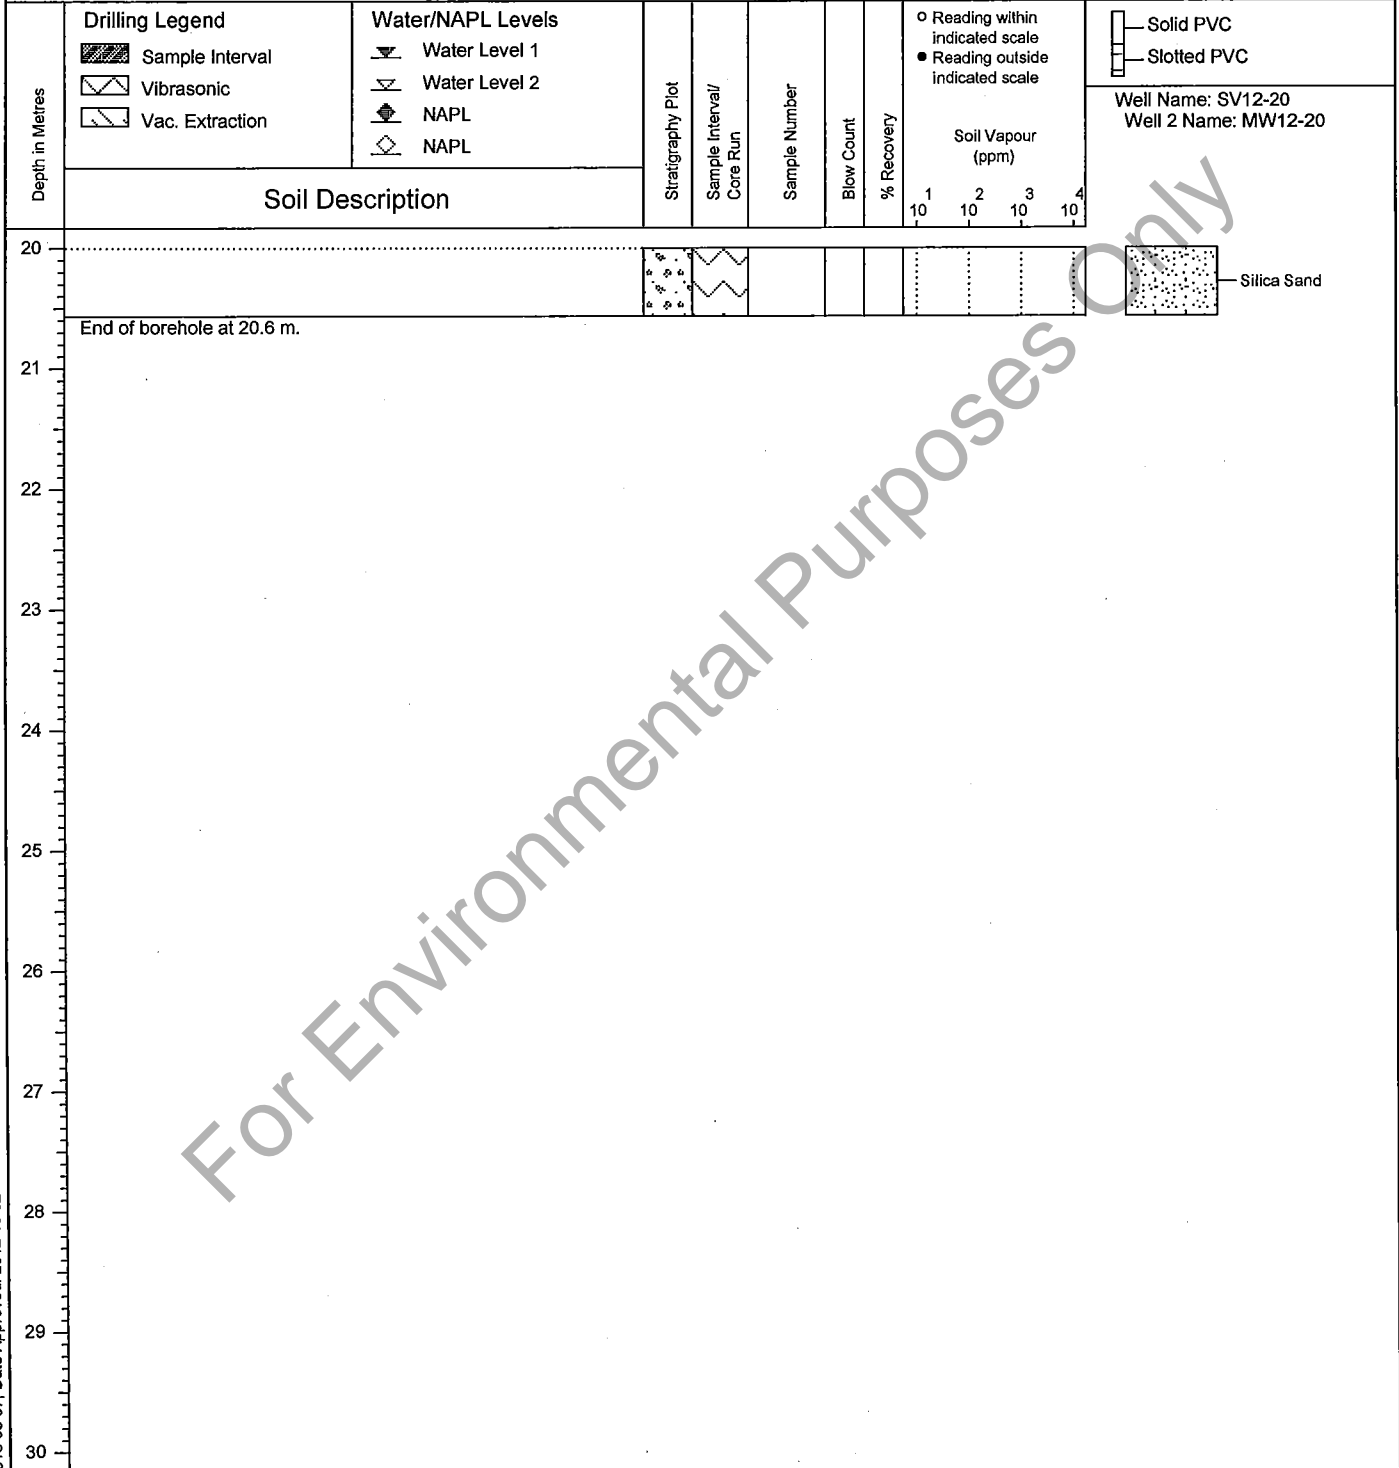 Drilling Legend
Sample Interval
Vibrasonic
Vac. Extraction
Water/NAPL Levels
Water Level 1
Water Level 2
NAPL
NAPL
Depth in Metres
Soil Description
Stratigraphy Plot
Sample Interval/
Core Run
Sample Number
Blow Count
% Recovery
Reading within
indicated scale
Reading outside
indicated scale
Soil Vapour
(ppm)
10^1 10^2 10^3 10^4
Solid PVC
Slotted PVC
Well Name: SV12-20
Well 2 Name: MW12-20
20
Silica Sand
End of borehole at 20.6 m.
21
22
23
24
25
26
27
28
29
30
For Environmental Purposes Only